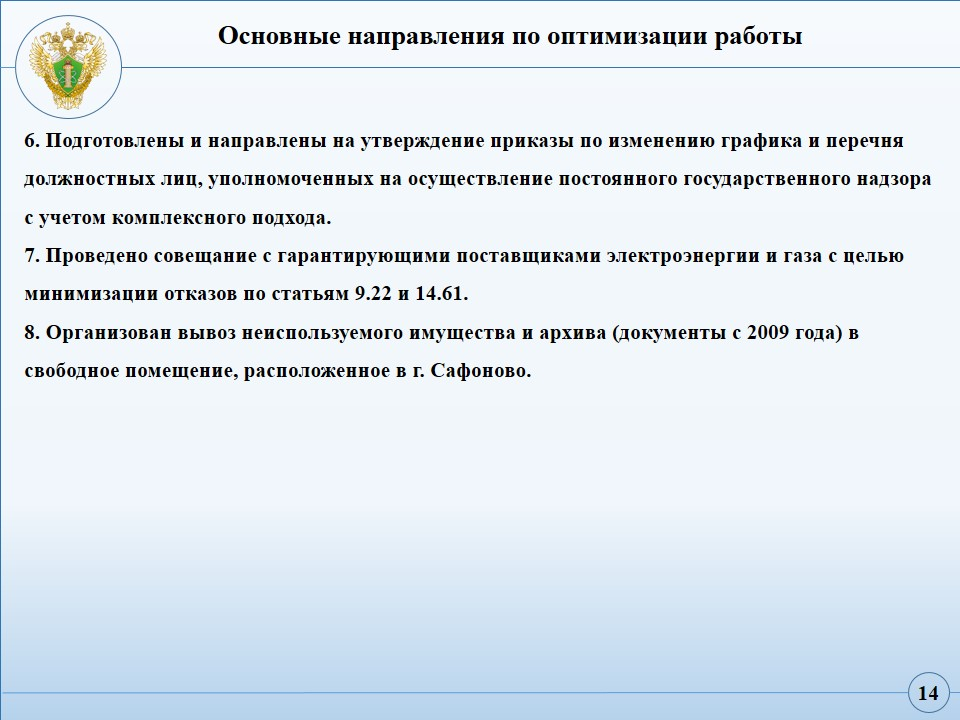 Основные направления по оптимизации работы
6. Подготовлены и направлены на утверждение приказы по изменению графика и перечня
должностных лиц, уполномоченных на осуществление постоянного государственного надзора
с учетом комплексного подхода.
7. Проведено совещание с гарантирующими поставщиками электроэнергии и газа с целью
минимизации отказов по статьям 9.22 и 14.61.
8. Организован вывоз неиспользуемого имущества и архива (документы с 2009 года) в
свободное помещение, расположенное в г. Сафоново.
14